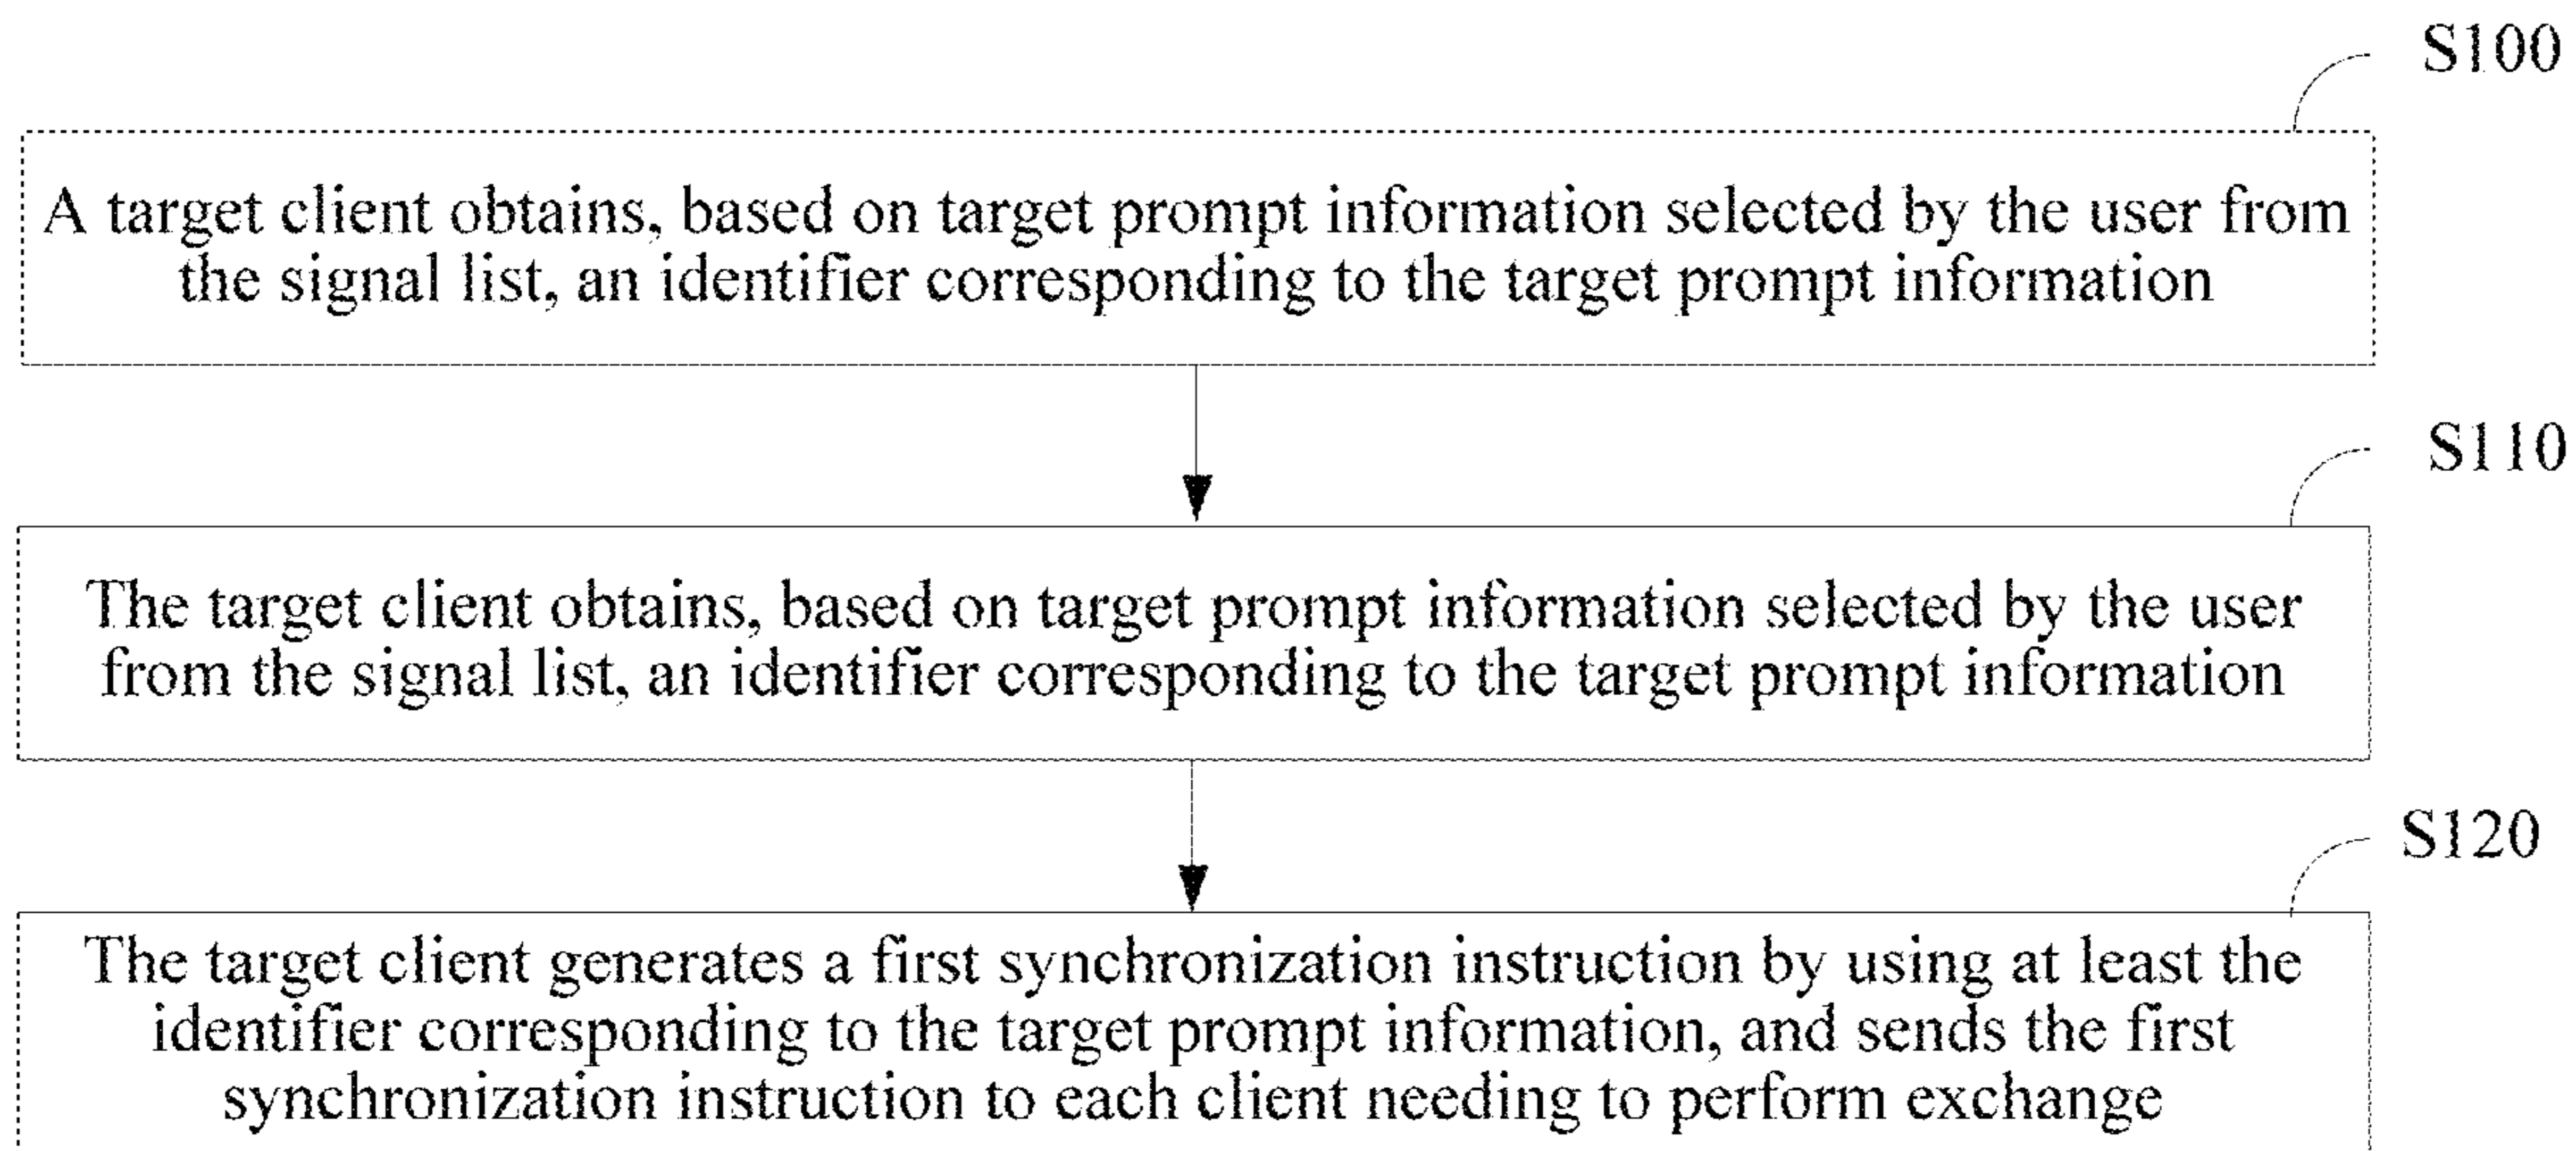 S100
A target client obtains, based on target prompt information selected by the user from
the signal list, an identifier corresponding to the target prompt information
S110
The target client obtains, based on target prompt information selected by the user
from the signal list, an identifier corresponding to the target prompt information
S120
The target client generates a first synchronization instruction by using at least the
identifier corresponding to the target prompt information, and sends the first
synchronization instruction to each client needing to perform exchange